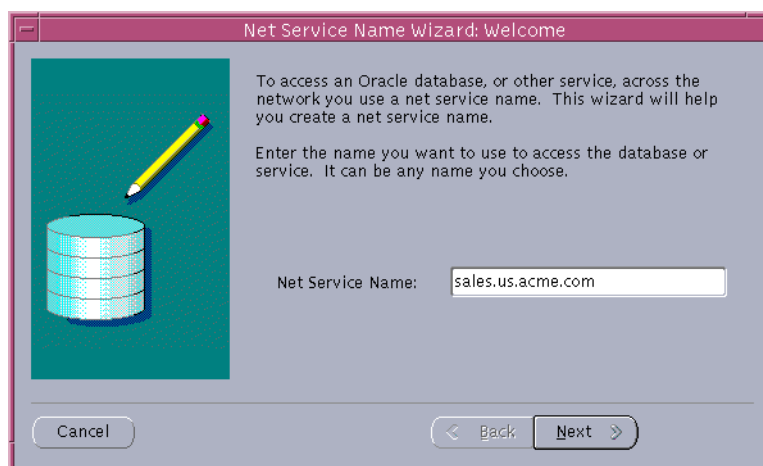 Net Service Name Wizard: Welcome
To access an Oracle database, or other service, across the
network you use a net service name. This wizard will help
you create a net service name.
Enter the name you want to use to access the database or
service. It can be any name you choose.
Net Service Name: sales.us.acme.com
Cancel Back Next